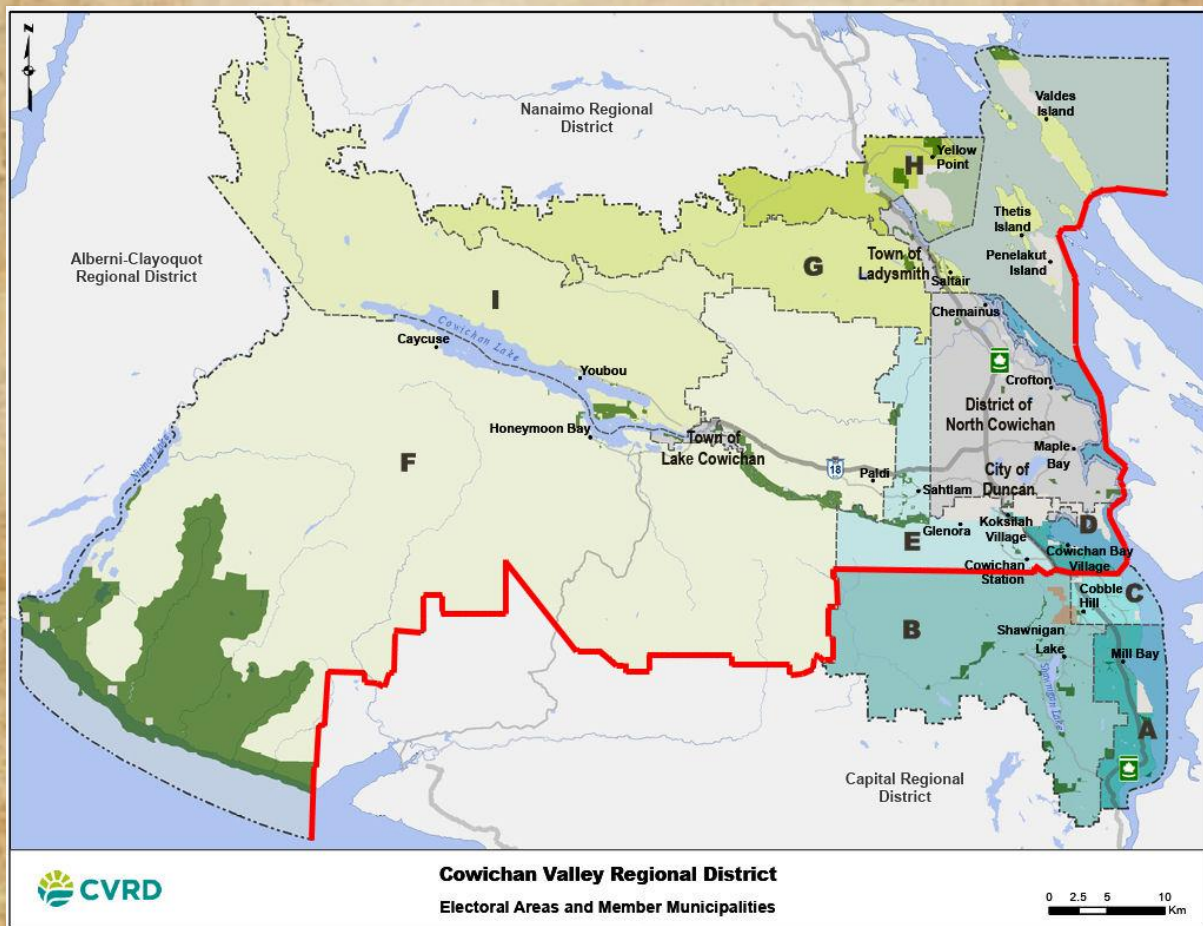 N
Nanaimo Regional
District
Valdes
Island
H
Yellow
Point
Thetis
Island
Alberni-Clayoquot
Regional District
Town of
Ladysmith
Penelakut
Island
G
Saltair
I
Cowichan Lake
Chemainus
Caycuse
Youbou
Crofton
District of
North Cowichan
Honeymoon Bay
Town of
Lake Cowichan
F
Maple
Bay
18
Paldi
City of
Duncan
Nitinat Lake
Sahtlam
Koksilah
Village
D
Glenora
E
Cowichan Bay
Village
Cowichan
Station
Cobble
Hill
C
B
Shawnigan
Lake
Mill Bay
Shawnigan Lake
A
Capital Regional
District
CVRD
Cowichan Valley Regional District
Electoral Areas and Member Municipalities
0 2.5 5 10
Km